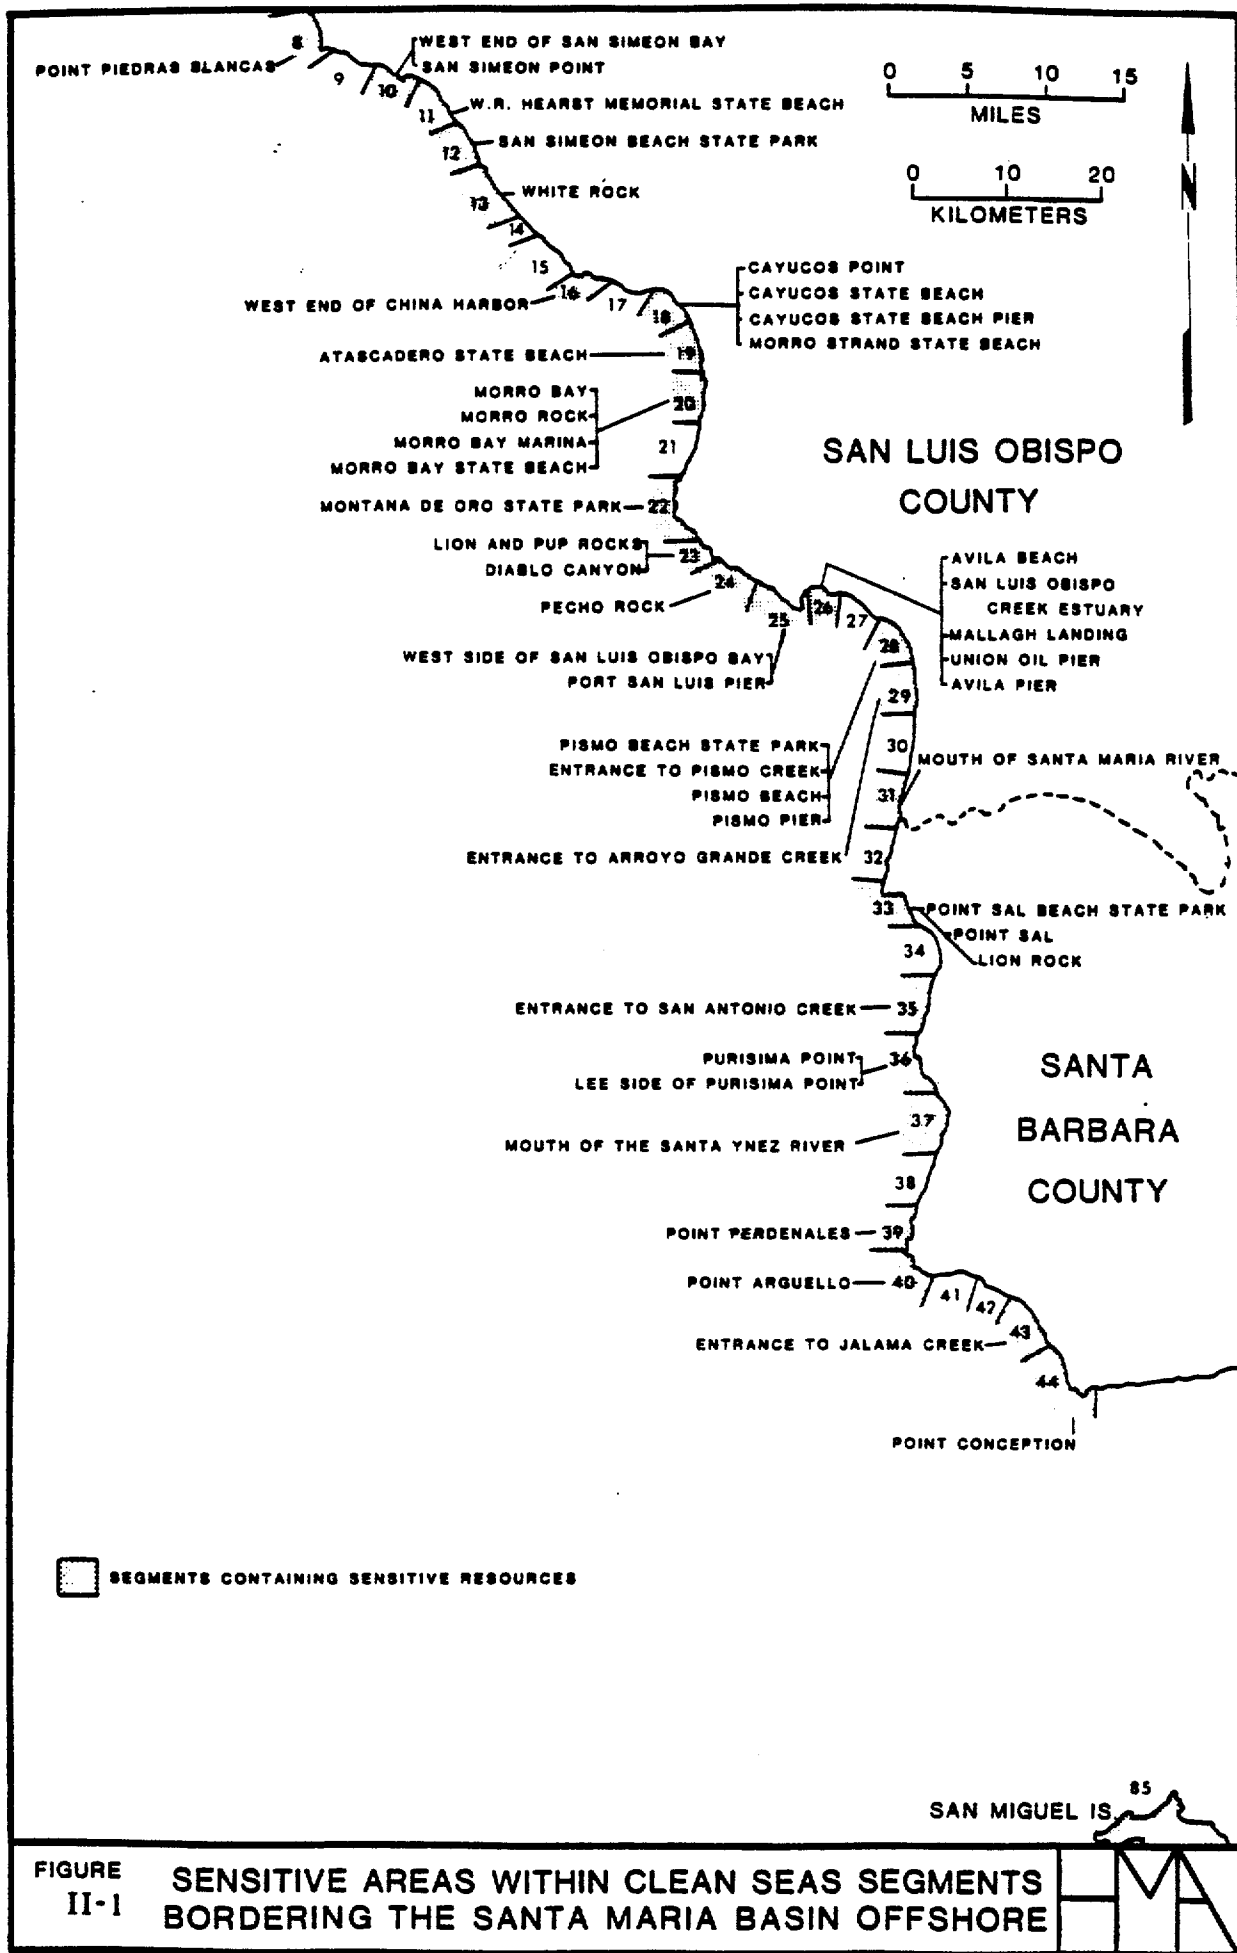 8
POINT PIEDRAS BLANCAS
9
10
WEST END OF SAN SIMEON BAY
SAN SIMEON POINT
0 5 10 15
MILES
11
W.R. HEARST MEMORIAL STATE BEACH
12
SAN SIMEON BEACH STATE PARK
N
0 10 20
KILOMETERS
13
WHITE ROCK
14
15
16
WEST END OF CHINA HARBOR
17
18
CAYUCOS POINT
CAYUCOS STATE BEACH
CAYUCOS STATE BEACH PIER
MORRO STRAND STATE BEACH
ATASCADERO STATE BEACH
19
MORRO BAY
MORRO ROCK
MORRO BAY MARINA
MORRO BAY STATE BEACH
20
21
SAN LUIS OBISPO
COUNTY
MONTANA DE ORO STATE PARK
22
LION AND PUP ROCKS
DIABLO CANYON
23
PECHO ROCK
24
25
26
27
AVILA BEACH
SAN LUIS OBISPO
CREEK ESTUARY
MALLAGH LANDING
UNION OIL PIER
AVILA PIER
WEST SIDE OF SAN LUIS OBISPO BAY
PORT SAN LUIS PIER
28
29
PISMO BEACH STATE PARK
ENTRANCE TO PISMO CREEK
PISMO BEACH
PISMO PIER
30
MOUTH OF SANTA MARIA RIVER
31
ENTRANCE TO ARROYO GRANDE CREEK
32
33
POINT SAL BEACH STATE PARK
POINT SAL
LION ROCK
34
ENTRANCE TO SAN ANTONIO CREEK
35
PURISIMA POINT
LEE SIDE OF PURISIMA POINT
36
SANTA
BARBARA
COUNTY
37
MOUTH OF THE SANTA YNEZ RIVER
38
POINT PERDENALES
39
POINT ARGUELLO
40
41
42
43
ENTRANCE TO JALAMA CREEK
44
POINT CONCEPTION
SEGMENTS CONTAINING SENSITIVE RESOURCES
85
SAN MIGUEL IS.
FIGURE
II-1
SENSITIVE AREAS WITHIN CLEAN SEAS SEGMENTS
BORDERING THE SANTA MARIA BASIN OFFSHORE
HMA